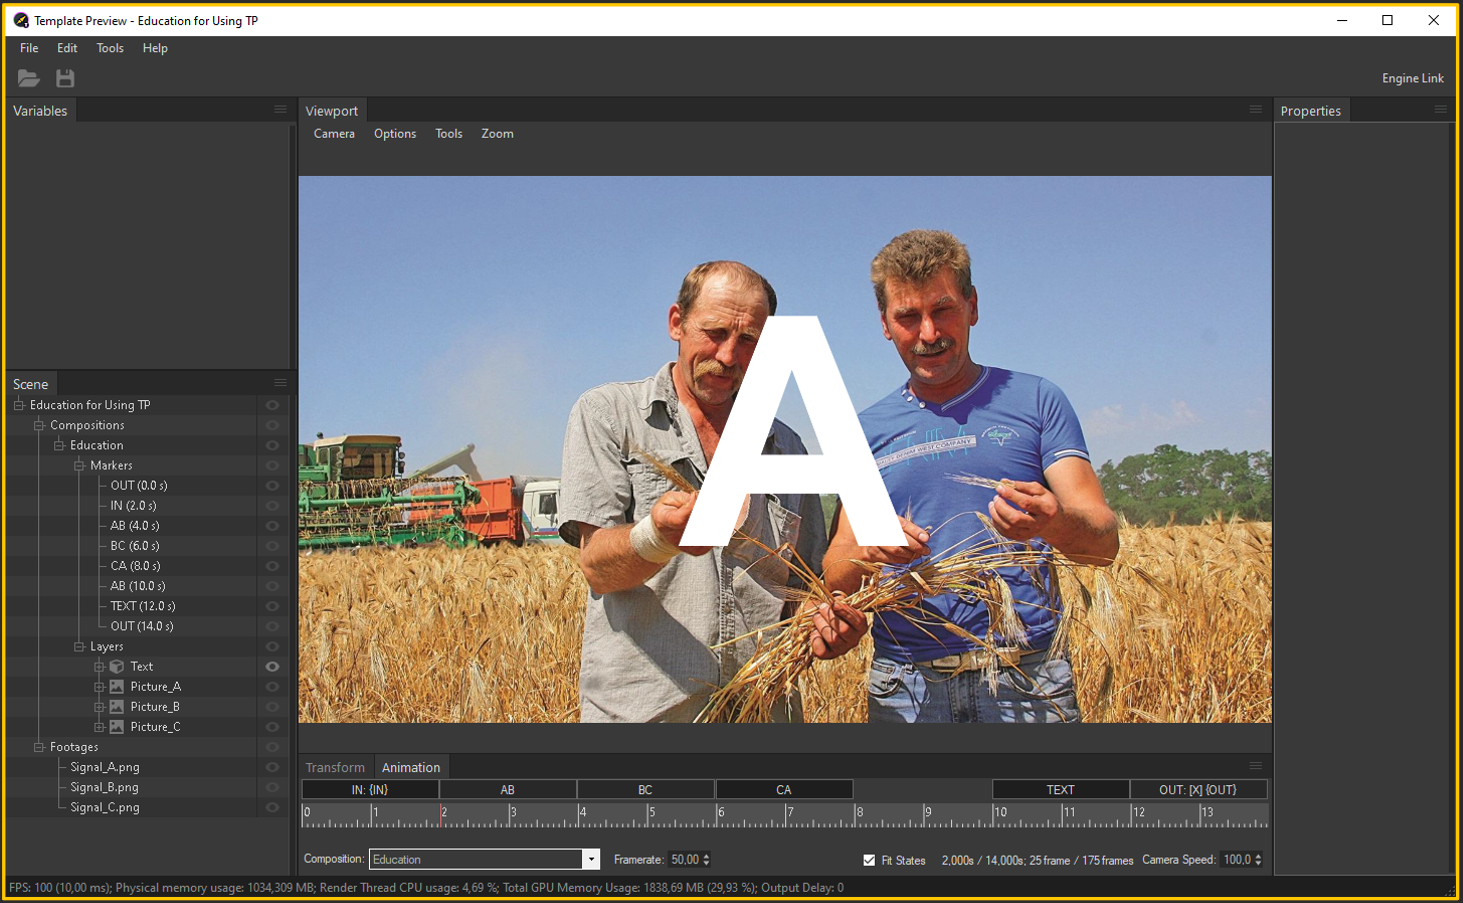 Template Preview - Education for Using TP
File Edit Tools Help
Engine Link
Variables
Viewport
Properties
Camera Options Tools Zoom
A
Scene
Education for Using TP
Compositions
Education
Markers
OUT (0.0 s)
IN (2.0 s)
AB (4.0 s)
BC (6.0 s)
CA (8.0 s)
AB (10.0 s)
TEXT (12.0 s)
OUT (14.0 s)
Layers
Text
Picture_A
Picture_B
Picture_C
Footages
Signal_A.png
Signal_B.png
Signal_C.png
Transform Animation
IN: {IN} AB BC CA TEXT OUT: [X] {OUT}
0 1 2 3 4 5 6 7 8 9 10 11 12 13
Composition: Education Framerate: 50,00 Fit States 2,000s / 14,000s; 25 frame / 175 frames Camera Speed: 100,0
FPS: 100 (10,00 ms); Physical memory usage: 1034,309 MB; Render Thread CPU usage: 4,69 %; Total GPU Memory Usage: 1838,69 MB (29,93 %); Output Delay: 0